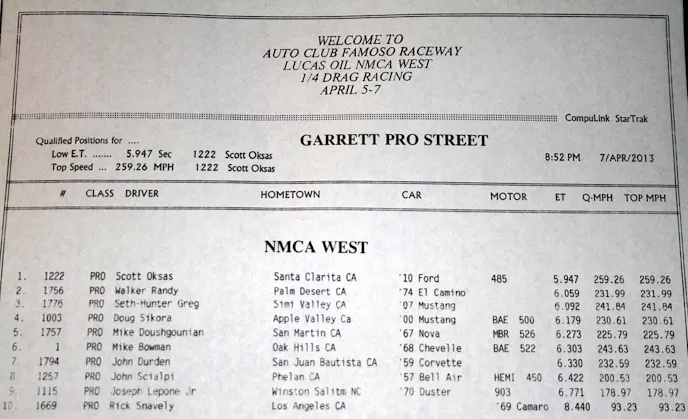 WELCOME TO
AUTO CLUB FAMOSO RACEWAY
LUCAS OIL NMCA WEST
1/4 DRAG RACING
APRIL 5-7
CompuLink StarTrak
Qualified Positions for ....
GARRETT PRO STREET
Low E.T. ....... 5.947 Sec 1222 Scott Oksas
8:52 PM 7/APR/2013
Top Speed ... 259.26 MPH 1222 Scott Oksas
# CLASS DRIVER HOMETOWN CAR MOTOR ET Q-MPH TOP MPH
NMCA WEST
1. 1222 PRO Scott Oksas Santa Clarita CA '10 Ford 485 5.947 259.26 259.26
2. 1756 PRO Walker Randy Palm Desert CA '74 El Camino 6.059 231.99 231.99
3. 1776 PRO Seth-Hunter Greg Simi Valley CA '07 Mustang 6.092 241.84 241.84
4. 1003 PRO Doug Sikora Apple Valley Ca '00 Mustang BAE 500 6.179 230.61 230.61
5. 1757 PRO Mike Doushgounian San Martin CA '67 Nova MBR 526 6.273 225.79 225.79
6. 1 PRO Mike Bowman Oak Hills CA '68 Chevelle BAE 522 6.303 243.63 243.63
7. 1794 PRO John Durden San Juan Bautista CA '59 Corvette 6.330 232.59 232.59
8. 1257 PRO John Scialpi Phelan CA '57 Bel Air HEMI 450 6.422 200.53 200.53
9. 1115 PRO Joseph Lepone Jr Winston Salitm NC '70 Duster 903 6.771 178.97 178.97
10. 1669 PRO Rick Snavely Los Angeles CA '69 Camaro 8.440 93.23 93.23